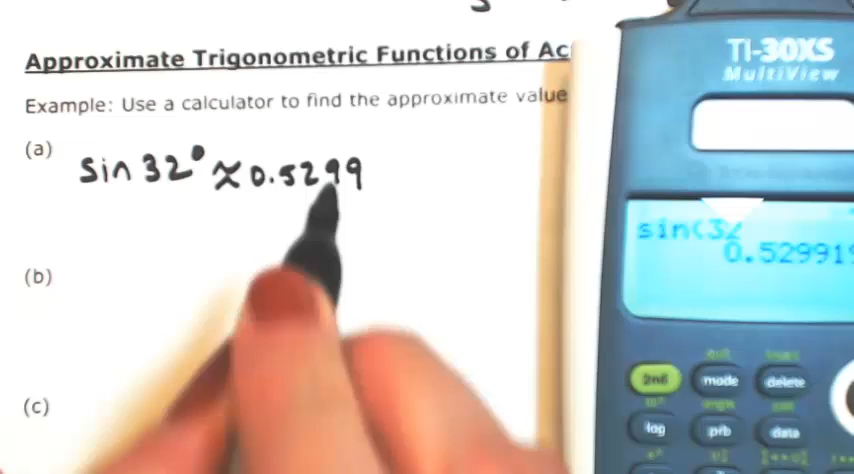 Approximate Trigonometric Functions of Ac
Example: Use a calculator to find the approximate value
(a) sin 32° ≈ 0.5299
(b)
(c)
TI-30XS
MultiView
sin(32
0.52991
2nd mode delete
log prb data